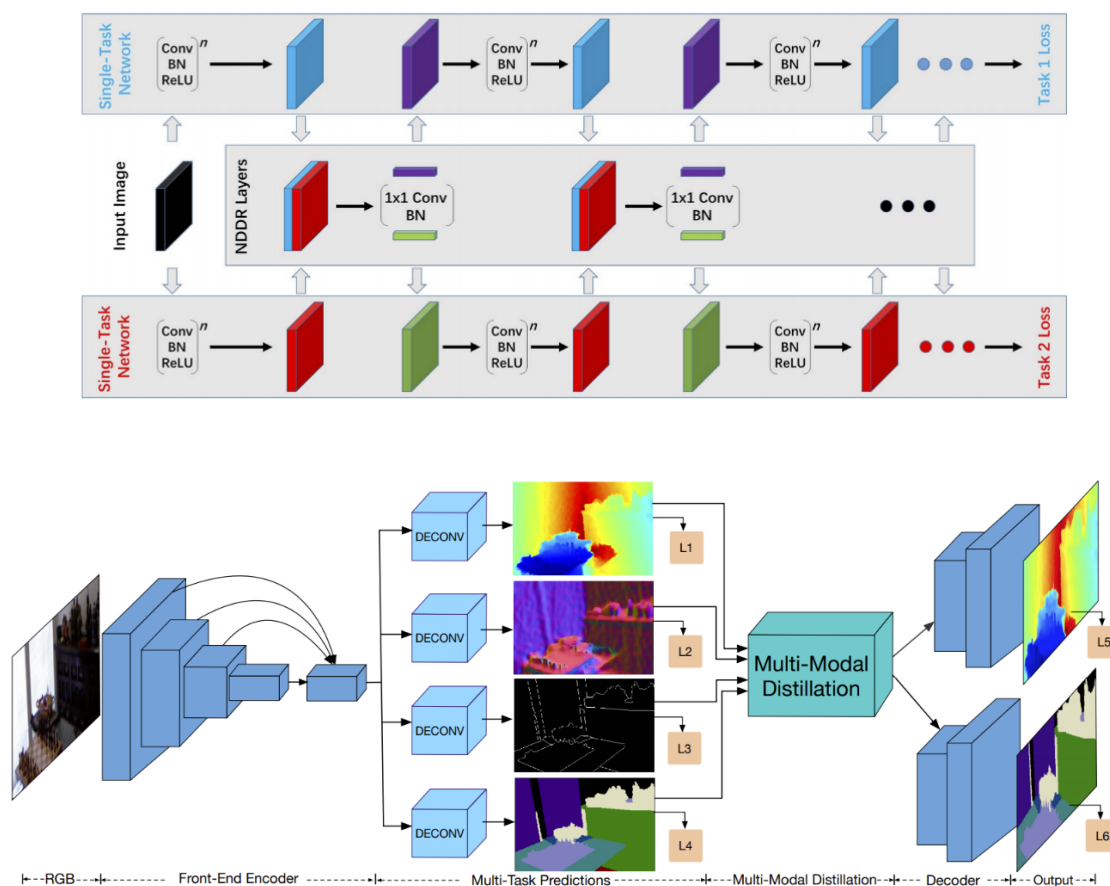 Single-Task
Network
Conv
BN
ReLU
n
Conv
BN
ReLU
n
Conv
BN
ReLU
n
Task 1 Loss
Input Image
NDDR Layers
1x1 Conv
BN
1x1 Conv
BN
Single-Task
Network
Conv
BN
ReLU
n
Conv
BN
ReLU
n
Conv
BN
ReLU
n
Task 2 Loss
DECONV
L1
DECONV
L2
DECONV
L3
DECONV
L4
Multi-Modal
Distillation
L5
L6
RGB
Front-End Encoder
Multi-Task Predictions
Multi-Modal Distillation
Decoder
Output